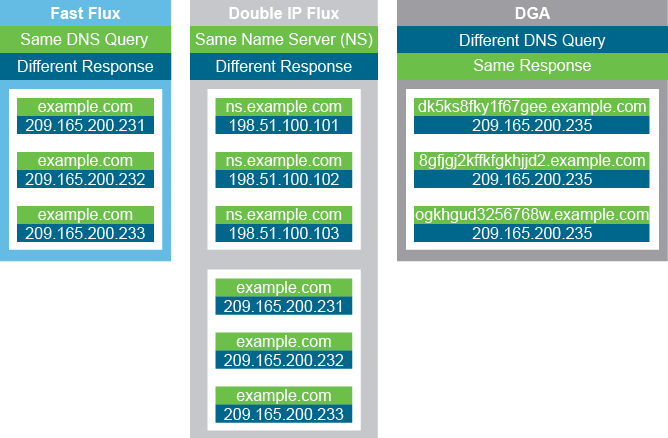 Fast Flux
Same DNS Query
Different Response
example.com
209.165.200.231
example.com
209.165.200.232
example.com
209.165.200.233
Double IP Flux
Same Name Server (NS)
Different Response
ns.example.com
198.51.100.101
ns.example.com
198.51.100.102
ns.example.com
198.51.100.103
example.com
209.165.200.231
example.com
209.165.200.232
example.com
209.165.200.233
DGA
Different DNS Query
Same Response
dk5ks8fky1f67gee.example.com
209.165.200.235
8gfjgj2kffkfgkhjjd2.example.com
209.165.200.235
ogkhgud3256768w.example.com
209.165.200.235